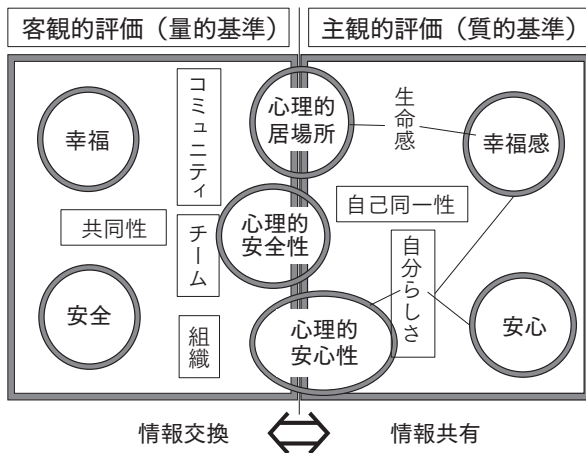 客観的評価（量的基準）
主観的評価（質的基準）
幸福
コミュニティ
心理的
居場所
生命感
幸福感
共同性
チーム
心理的
安全性
自己同一性
自分らしさ
安全
組織
心理的
安心性
安心
情報交換
情報共有